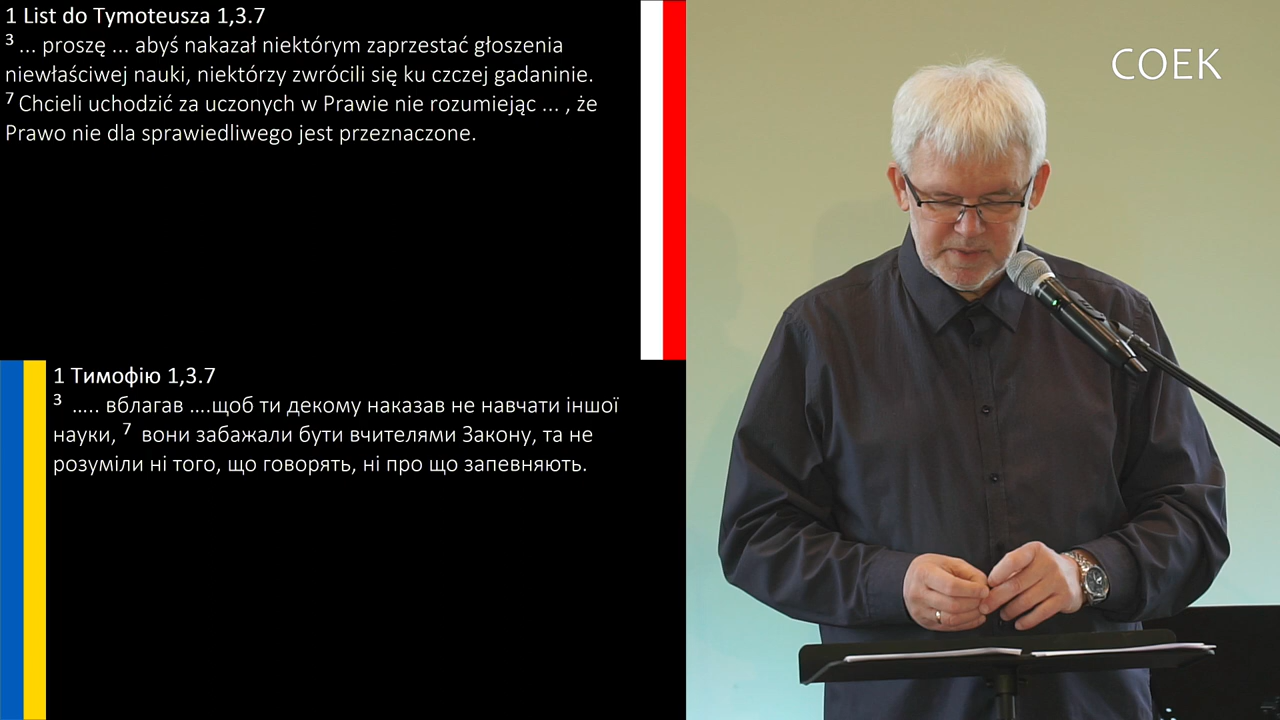 1 List do Tymoteusza 1,3.7
³ ... proszę ... abyś nakazał niektórym zaprzestać głoszenia
niewłaściwej nauki, niektórzy zwrócili się ku czczej gadaninie.
⁷ Chcieli uchodzić za uczonych w Prawie nie rozumiejąc ... , że
Prawo nie dla sprawiedliwego jest przeznaczone.
1 Тимофію 1,3.7
³ ..... вблагав ....щоб ти декому наказав не навчати іншої
науки, ⁷ вони забажали бути вчителями Закону, та не
розуміли ні того, що говорять, ні про що запевняють.
COEK